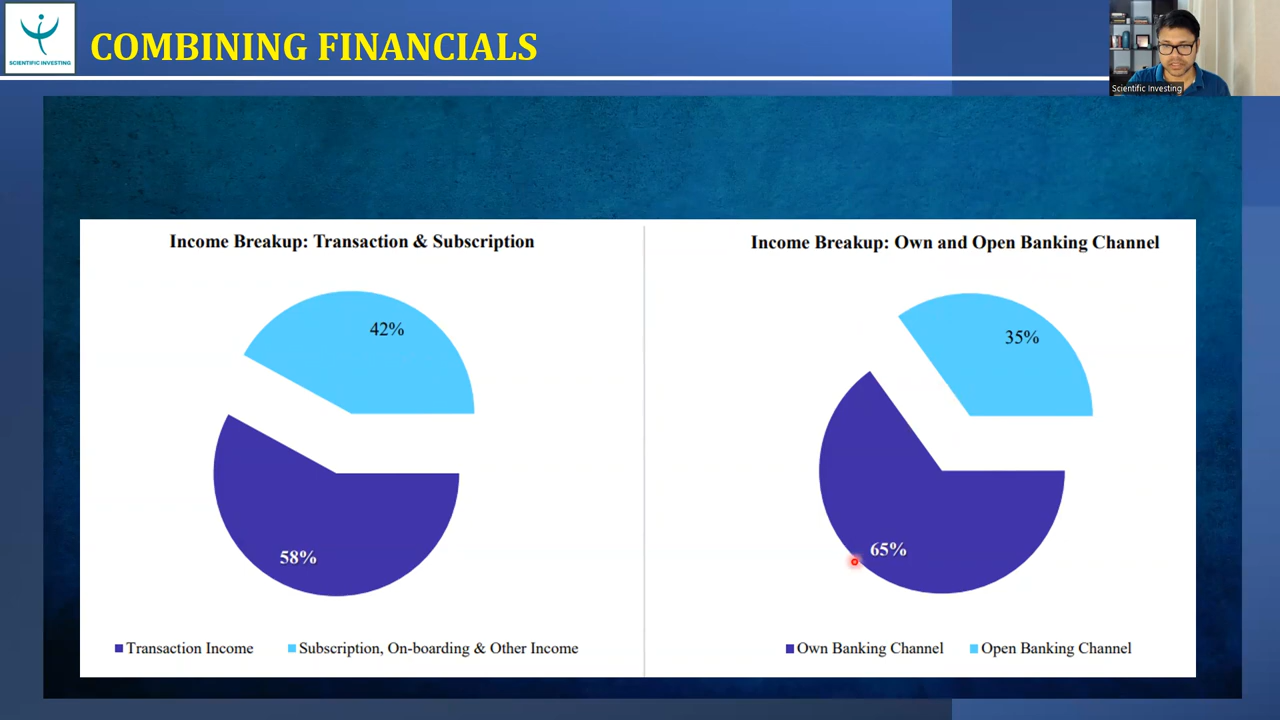 SCIENTIFIC INVESTING
COMBINING FINANCIALS
Scientific Investing
Income Breakup: Transaction & Subscription
42%
58%
Transaction Income
Subscription, On-boarding & Other Income
Income Breakup: Own and Open Banking Channel
35%
65%
Own Banking Channel
Open Banking Channel